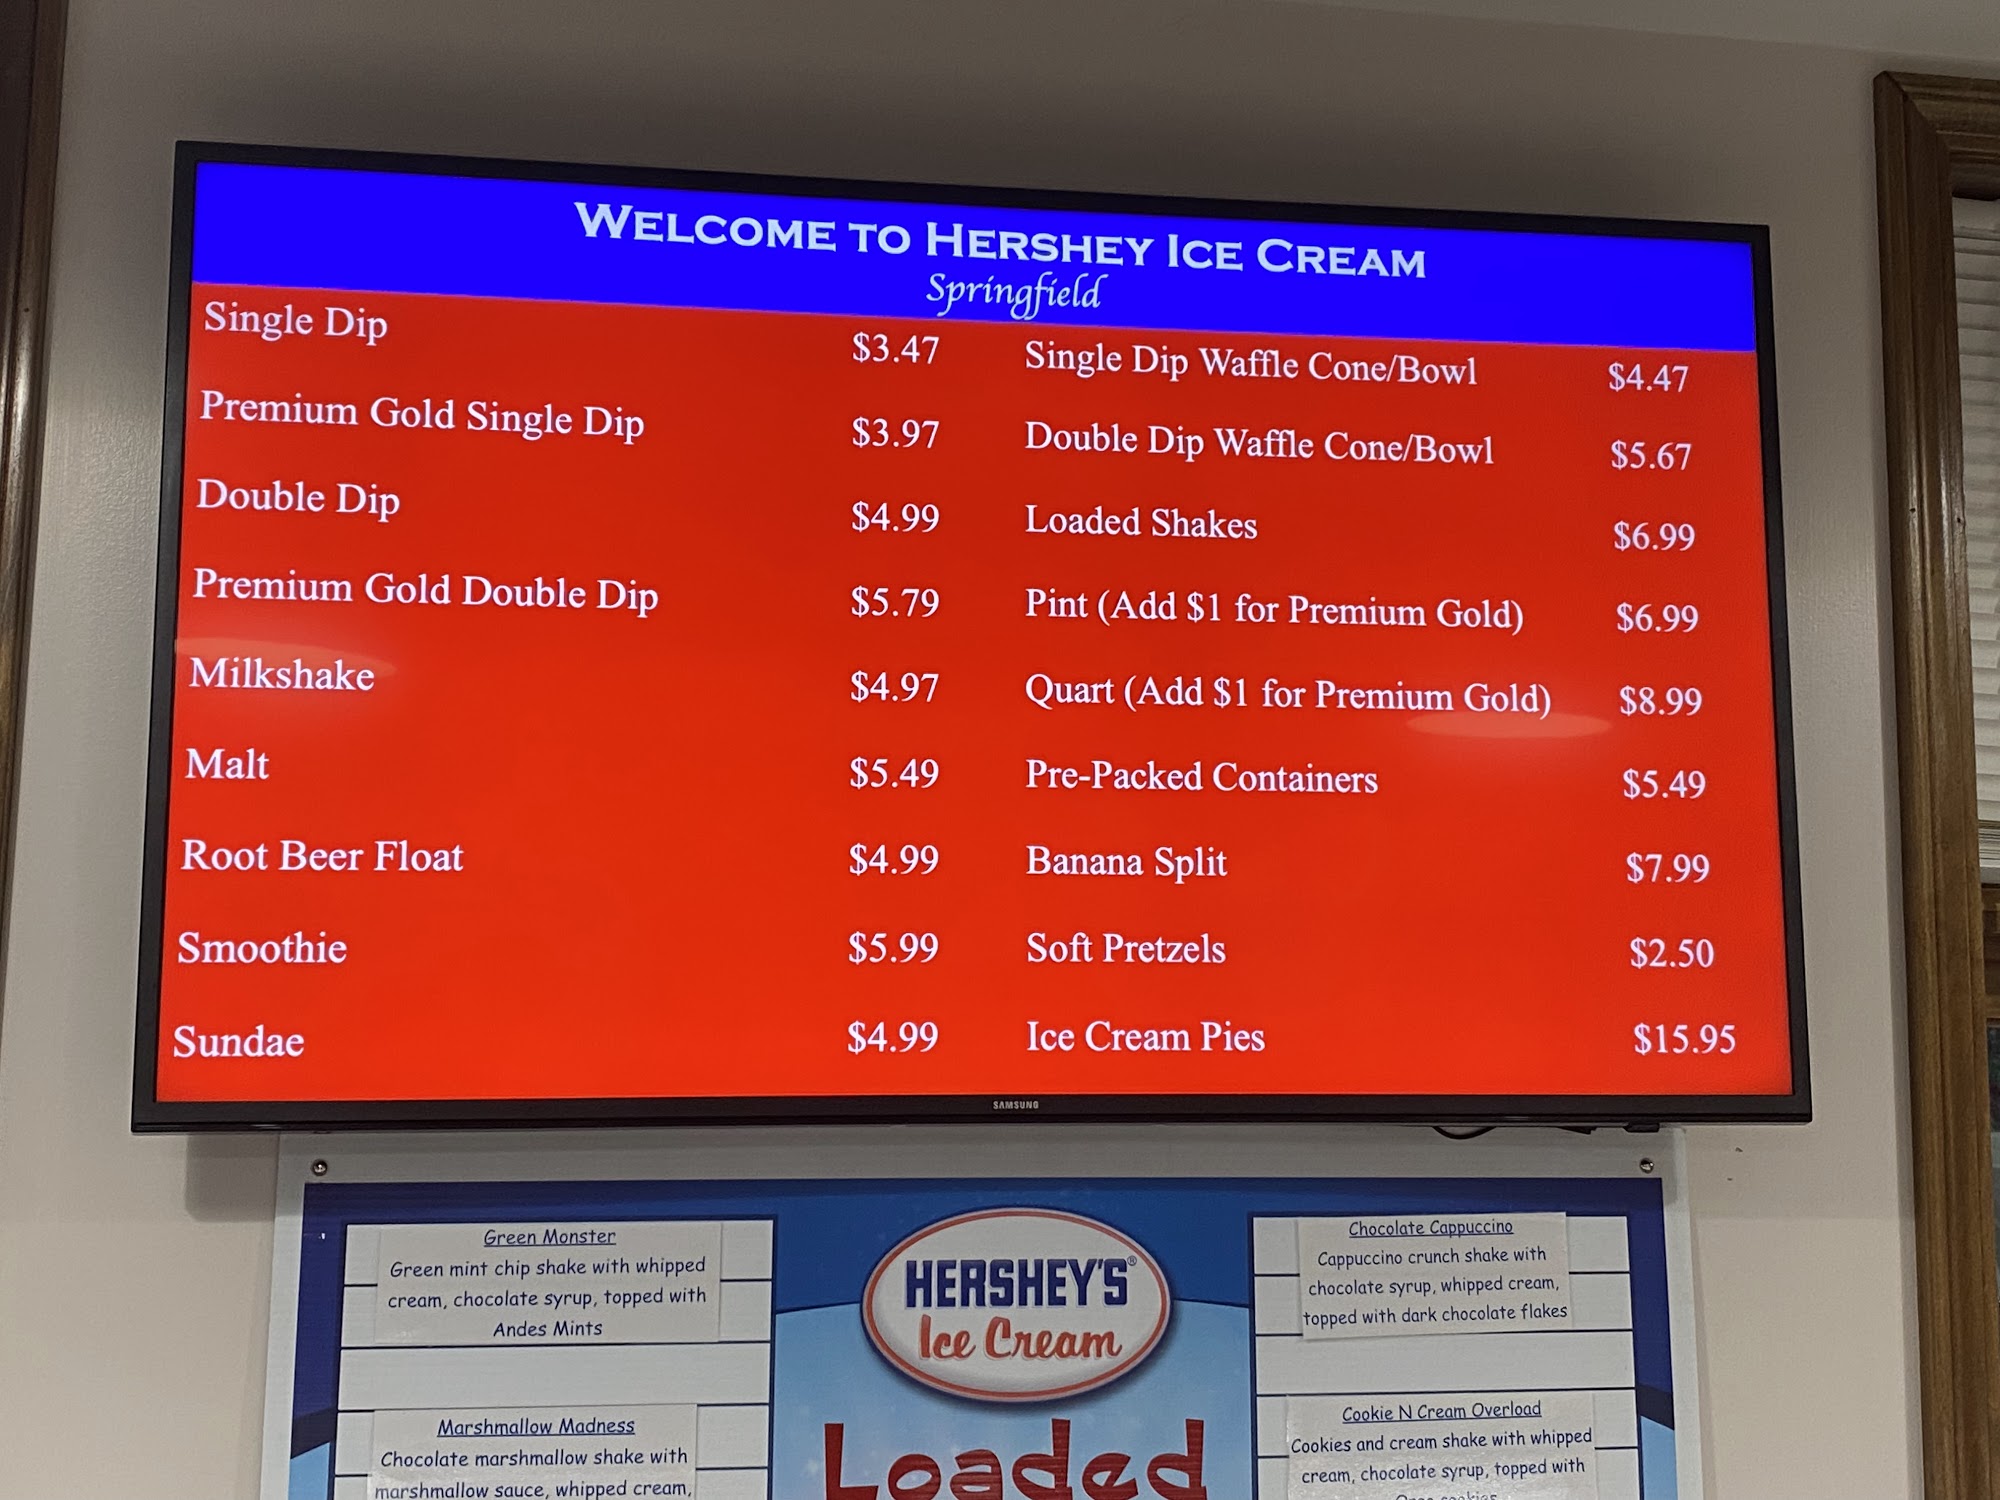 WELCOME TO HERSHEY ICE CREAM
Springfield
Single Dip $3.47
Premium Gold Single Dip $3.97
Double Dip $4.99
Premium Gold Double Dip $5.79
Milkshake $4.97
Malt $5.49
Root Beer Float $4.99
Smoothie $5.99
Sundae $4.99
Single Dip Waffle Cone/Bowl $4.47
Double Dip Waffle Cone/Bowl $5.67
Loaded Shakes $6.99
Pint (Add $1 for Premium Gold) $6.99
Quart (Add $1 for Premium Gold) $8.99
Pre-Packed Containers $5.49
Banana Split $7.99
Soft Pretzels $2.50
Ice Cream Pies $15.95
SAMSUNG
Green Monster
Green mint chip shake with whipped
cream, chocolate syrup, topped with
Andes Mints
Marshmallow Madness
Chocolate marshmallow shake with
marshmallow sauce, whipped cream,
HERSHEY'S®
Ice Cream
Loaded
Chocolate Cappuccino
Cappuccino crunch shake with
chocolate syrup, whipped cream,
topped with dark chocolate flakes
Cookie N Cream Overload
Cookies and cream shake with whipped
cream, chocolate syrup, topped with